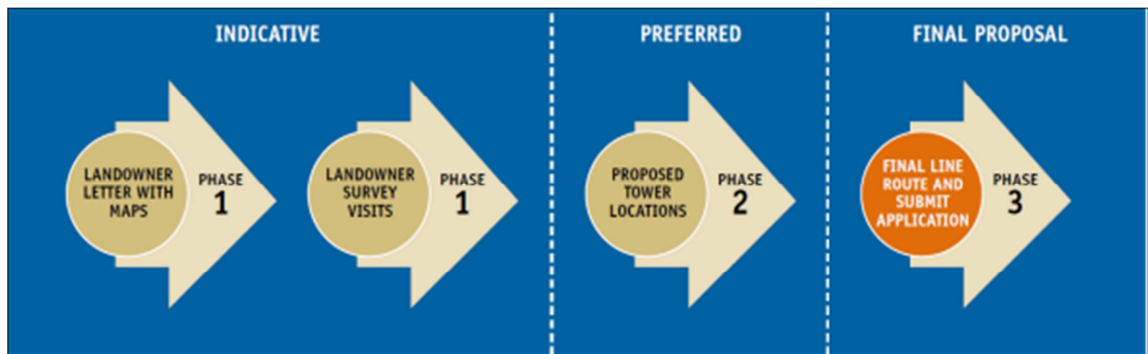 INDICATIVE
PREFERRED
FINAL PROPOSAL
LANDOWNER
LETTER WITH
MAPS
PHASE
1
LANDOWNER
SURVEY
VISITS
PHASE
1
PROPOSED
TOWER
LOCATIONS
PHASE
2
FINAL LINE
ROUTE AND
SUBMIT
APPLICATION
PHASE
3